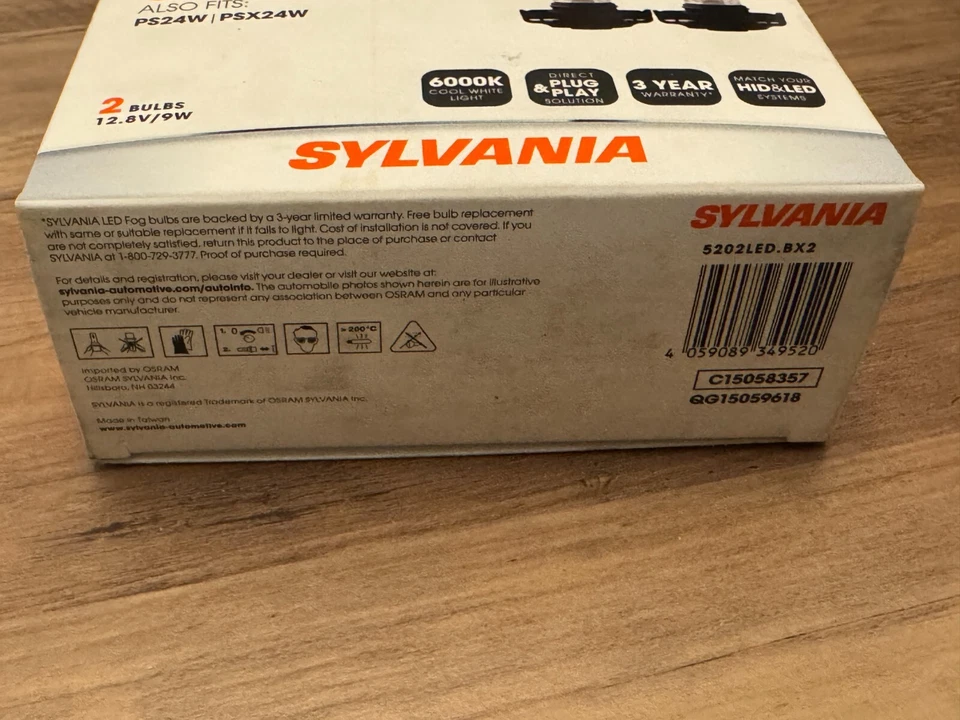 ALSO FITS:
PS24W | PSX24W
2 BULBS
12.8V/9W
6000K
COOL WHITE
LIGHT
DIRECT
PLUG
& PLAY
SOLUTION
3 YEAR
WARRANTY*
MATCH YOUR
HID&LED
SYSTEMS
SYLVANIA
*SYLVANIA LED Fog bulbs are backed by a 3-year limited warranty. Free bulb replacement
with same or suitable replacement if it fails to light. Cost of installation is not covered. If you
are not completely satisfied, return this product to the place of purchase or contact
SYLVANIA at 1-800-729-3777. Proof of purchase required.
For details and registration, please visit your dealer or visit our website at:
sylvania-automotive.com/autoinfo. The automobile photos shown herein are for illustrative
purposes only and do not represent any association between OSRAM and any particular
vehicle manufacturer.
1. 0
2.
>200°C
Imported by OSRAM
OSRAM SYLVANIA Inc.
Hillsboro, NH 03244
SYLVANIA is a registered Trademark of OSRAM SYLVANIA Inc.
Made in Taiwan
www.sylvania-automotive.com
SYLVANIA
5202LED.BX2
4 059089 349520
C15058357
QG15059618